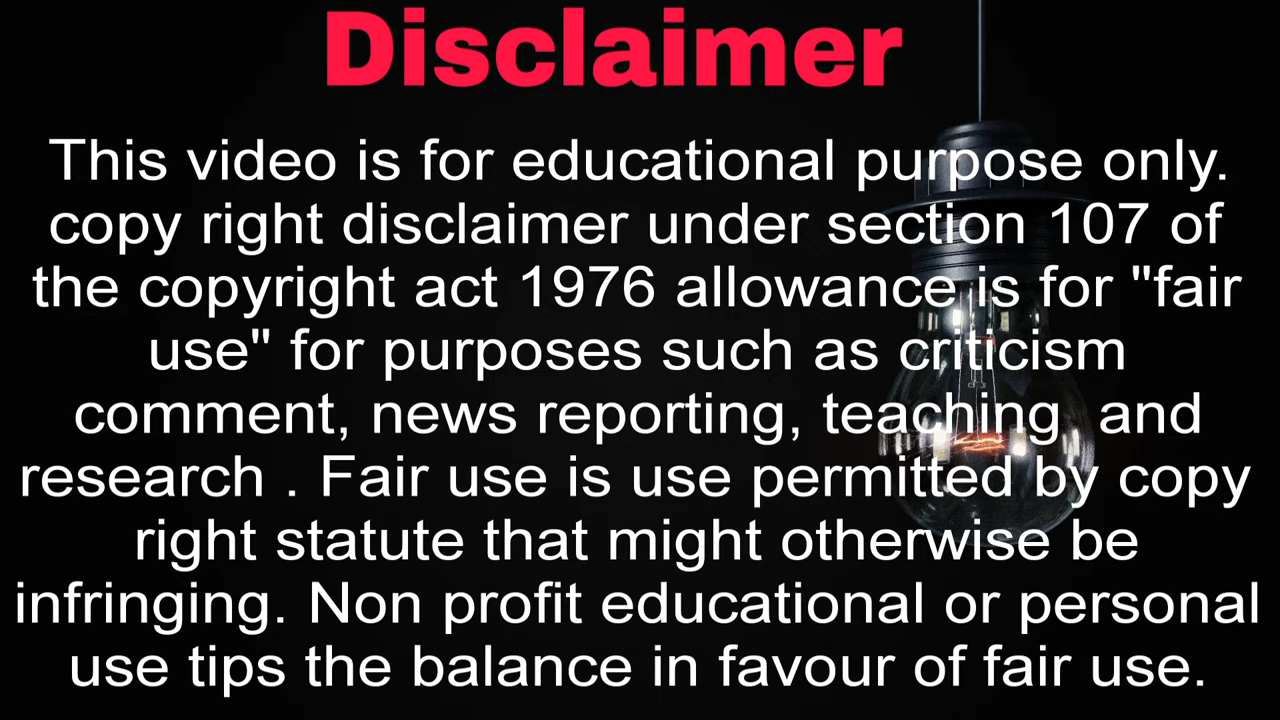 Disclaimer
This video is for educational purpose only.
copy right disclaimer under section 107 of
the copyright act 1976 allowance is for "fair
use" for purposes such as criticism
comment, news reporting, teaching  and
research . Fair use is use permitted by copy
right statute that might otherwise be
infringing. Non profit educational or personal
use tips the balance in favour of fair use.